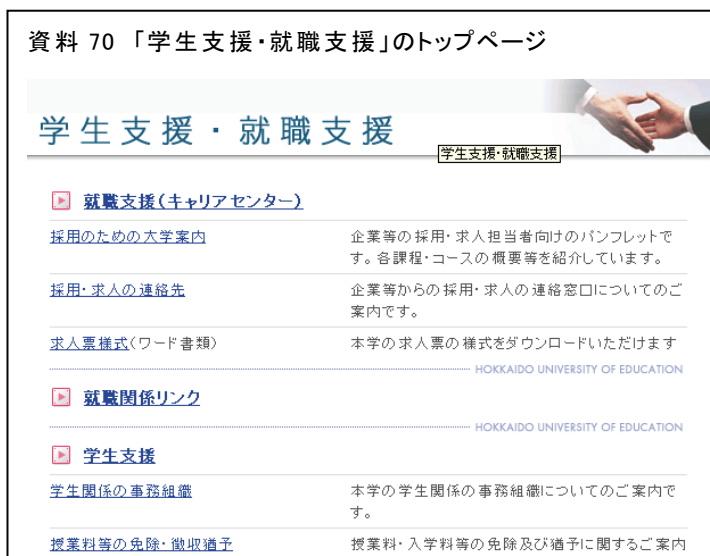 資料 70 「学生支援・就職支援」のトップページ
学生支援・就職支援
学生支援・就職支援
就職支援(キャリアセンター)
採用のための大学案内
企業等の採用・求人担当者向けのパンフレットで
す。各課程・コースの概要等を紹介しています。
採用・求人の連絡先
企業等からの採用・求人の連絡窓口についてのご
案内です。
求人票様式(ワード書類)
本学の求人票の様式をダウンロードいただけます
HOKKAIDO UNIVERSITY OF EDUCATION
就職関係リンク
HOKKAIDO UNIVERSITY OF EDUCATION
学生支援
学生関係の事務組織
本学の学生関係の事務組織についてのご案内で
す。
授業料等の免除・徴収猶予
授業料・入学料等の免除及び猶予に関するご案内